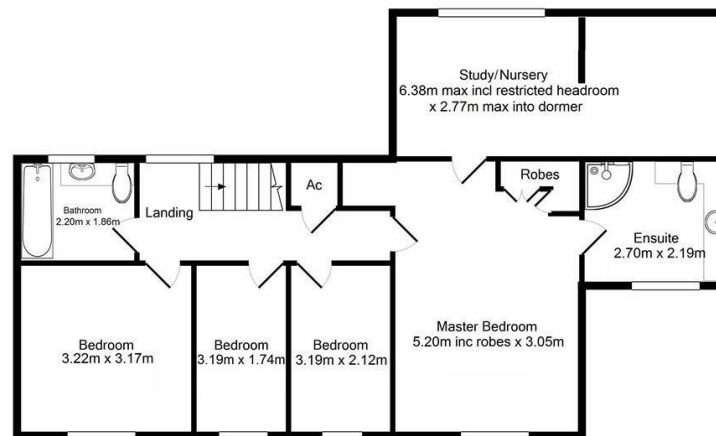 Study/Nursery
6.38m max incl restricted headroom
x 2.77m max into dormer
Ac
Robes
Landing
Bathroom
2.20m x 1.86m
Ensuite
2.70m x 2.19m
Bedroom
3.22m x 3.17m
Bedroom
3.19m x 1.74m
Bedroom
3.19m x 2.12m
Master Bedroom
5.20m inc robes x 3.05m